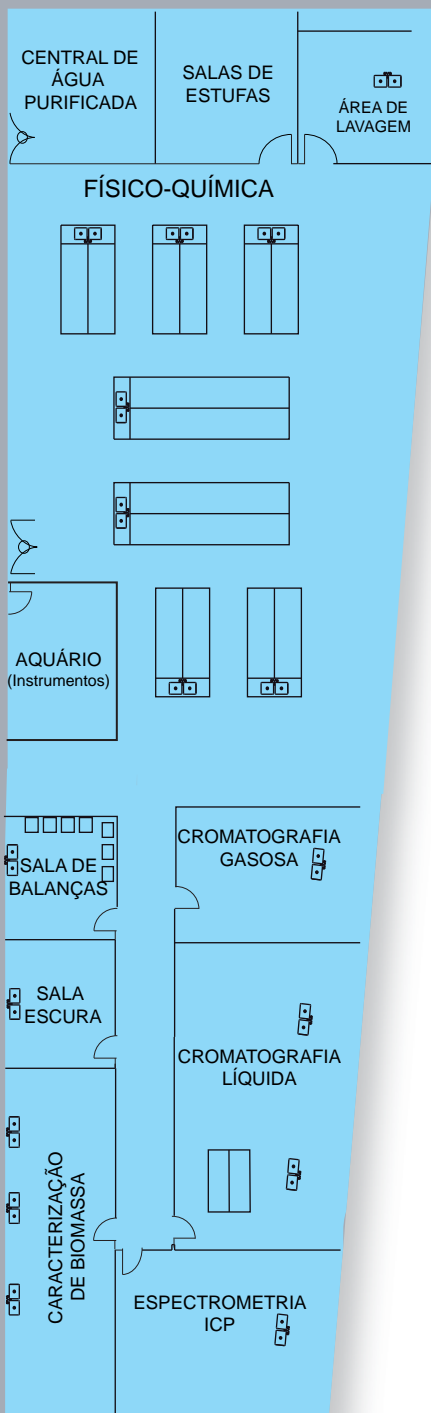 CENTRAL DE
ÁGUA
PURIFICADA
SALAS DE
ESTUFAS
ÁREA DE
LAVAGEM
FÍSICO-QUÍMICA
AQUÁRIO
(Instrumentos)
SALA DE
BALANÇAS
CROMATOGRAFIA
GASOSA
SALA
ESCURA
CROMATOGRAFIA
LÍQUIDA
CARACTERIZAÇÃO
DE BIOMASSA
ESPECTROMETRIA
ICP